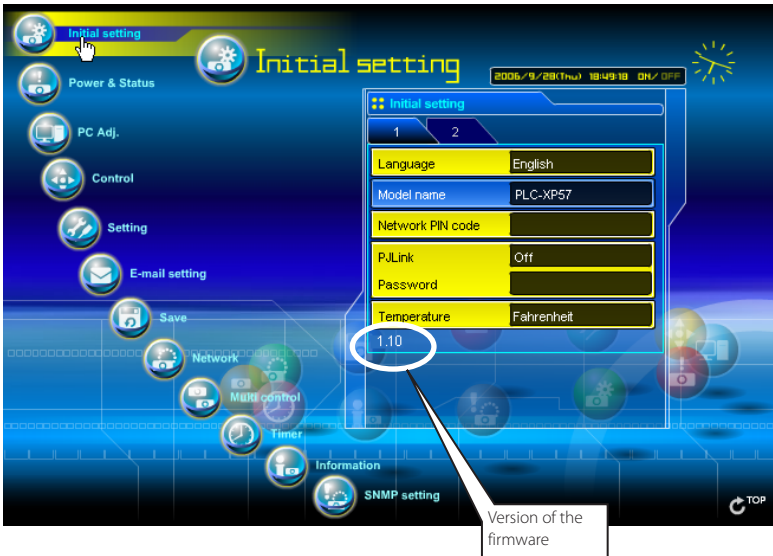 Initial setting
Initial setting
2006/9/28(Thu) 18:49:18 ON/OFF
Power & Status
PC Adj.
Control
Setting
E-mail setting
Save
Network
Multi control
Timer
Information
SNMP setting
Initial setting
1 2
Language English
Model name PLC-XP57
Network PIN code
PJLink Off
Password
Temperature Fahrenheit
1.10
Version of the
firmware
TOP